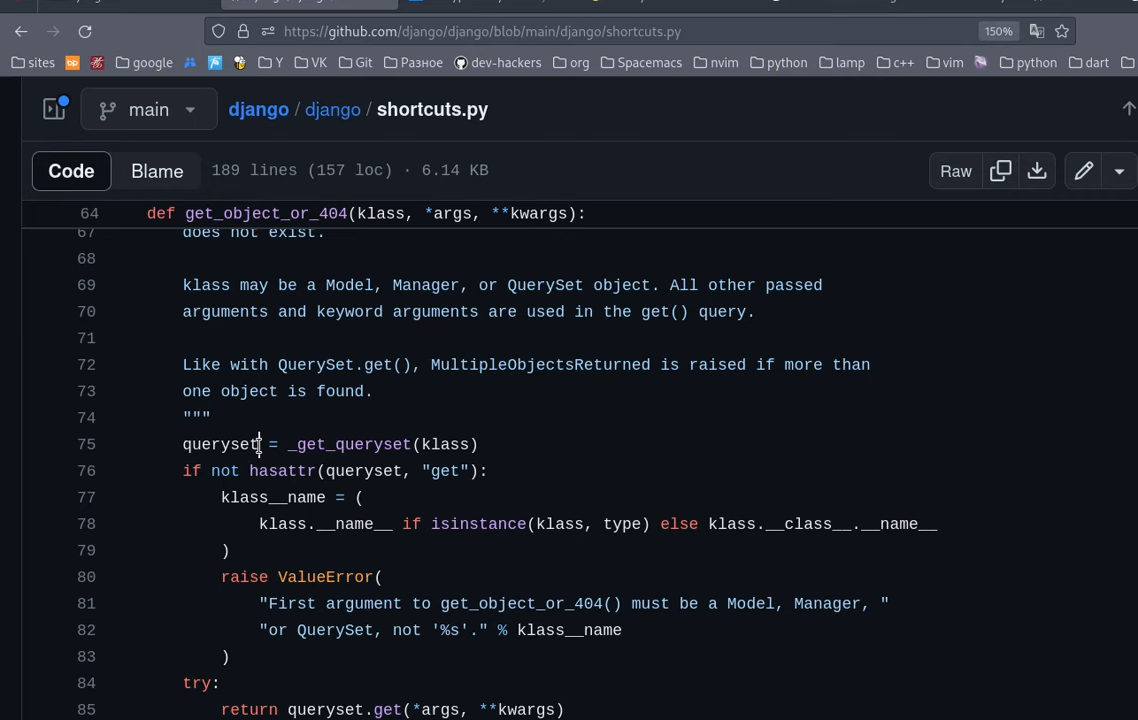 https://github.com/django/django/blob/main/django/shortcuts.py
150%
sites
bp
google
Y
VK
Git
Разное
dev-hackers
org
Spacemacs
nvim
python
lamp
c++
vim
python
dart
main
django / django / shortcuts.py
Code
Blame
189 lines (157 loc) · 6.14 KB
Raw
64 def get_object_or_404(klass, *args, **kwargs):
67 does not exist.
68
69 klass may be a Model, Manager, or QuerySet object. All other passed
70 arguments and keyword arguments are used in the get() query.
71
72 Like with QuerySet.get(), MultipleObjectsReturned is raised if more than
73 one object is found.
74 """
75 queryset = _get_queryset(klass)
76 if not hasattr(queryset, "get"):
77 klass__name = (
78 klass.__name__ if isinstance(klass, type) else klass.__class__.__name__
79 )
80 raise ValueError(
81 "First argument to get_object_or_404() must be a Model, Manager, "
82 "or QuerySet, not '%s'." % klass__name
83 )
84 try:
85 return queryset.get(*args, **kwargs)